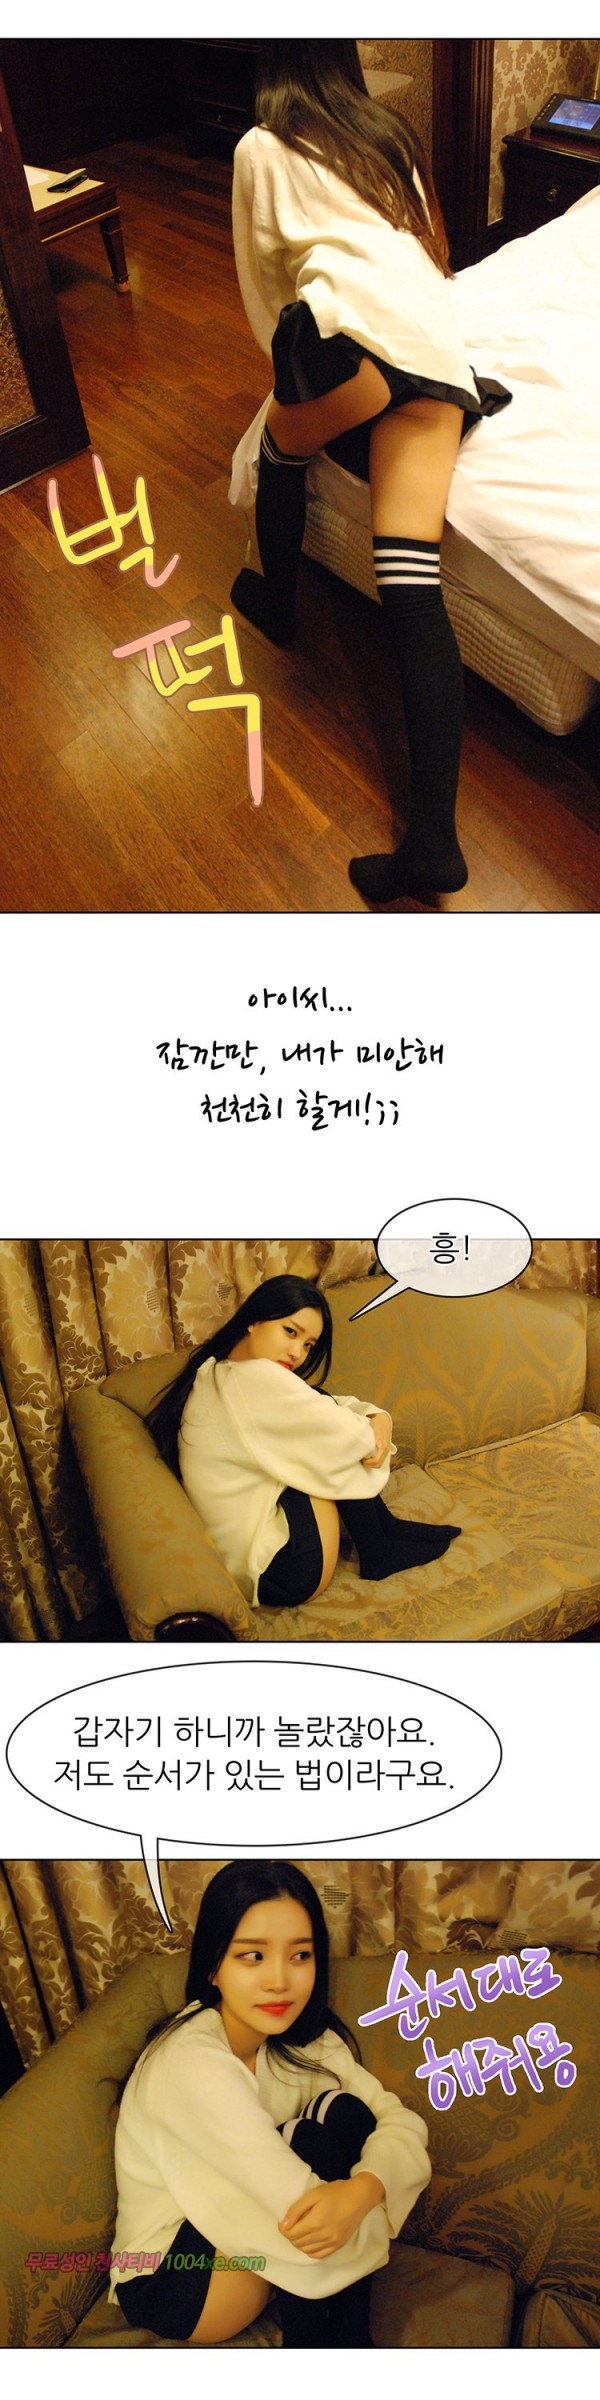 벌
떡
아이씨...
잠깐만, 내가 미안해
천천히 할게!;;
흥!
갑자기 하니까 놀랐잖아요.
저도 순서가 있는 법이라구요.
순서대로
해줘용
무료성인 천사티비 1004xe.com